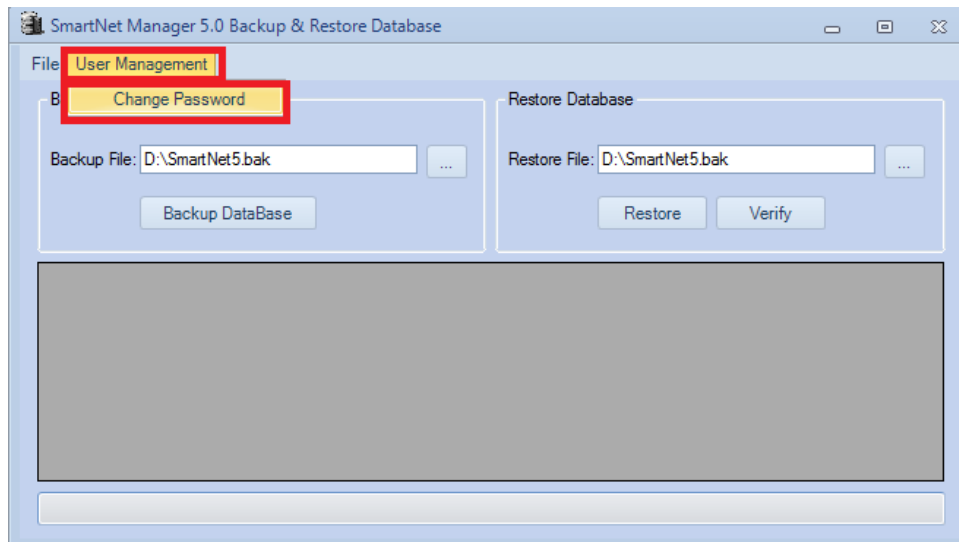 SmartNet Manager 5.0 Backup & Restore Database
File User Management
Change Password
B
Restore Database
Backup File: D:\SmartNet5.bak ...
Restore File: D:\SmartNet5.bak ...
Backup DataBase
Restore Verify